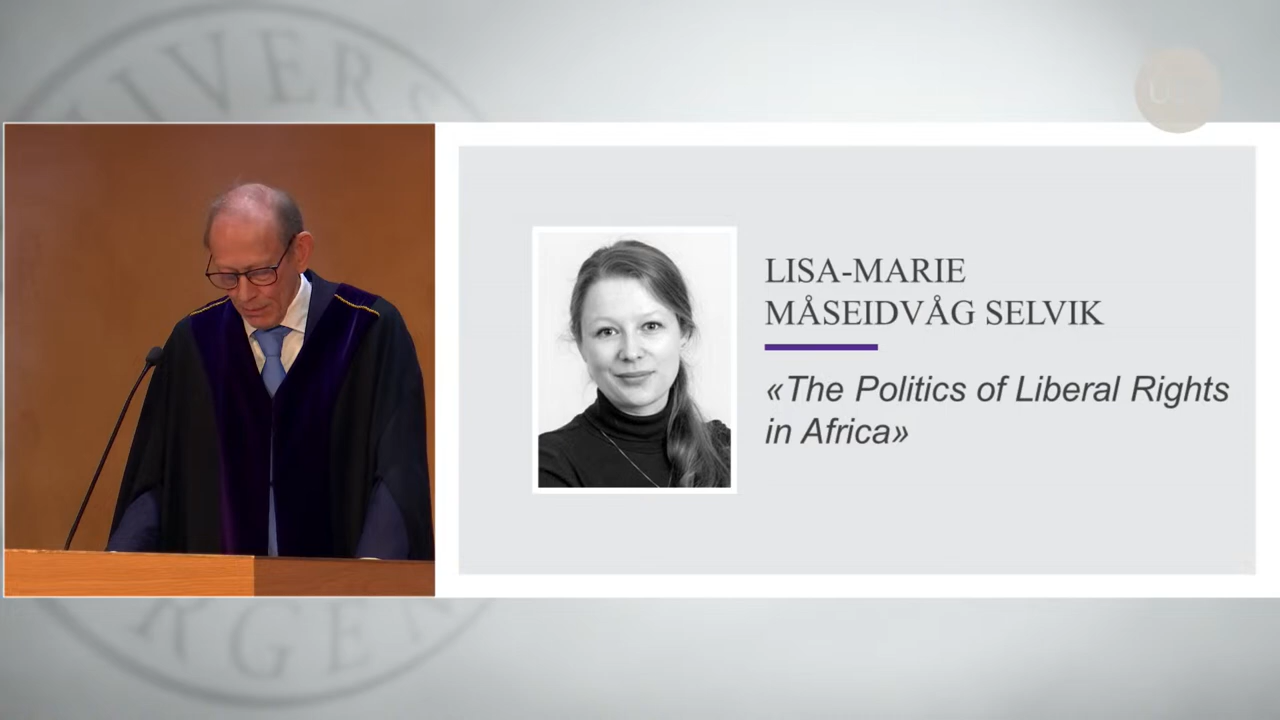 LISA-MARIE
MÅSEIDVÅG SELVIK
«The Politics of Liberal Rights
in Africa»